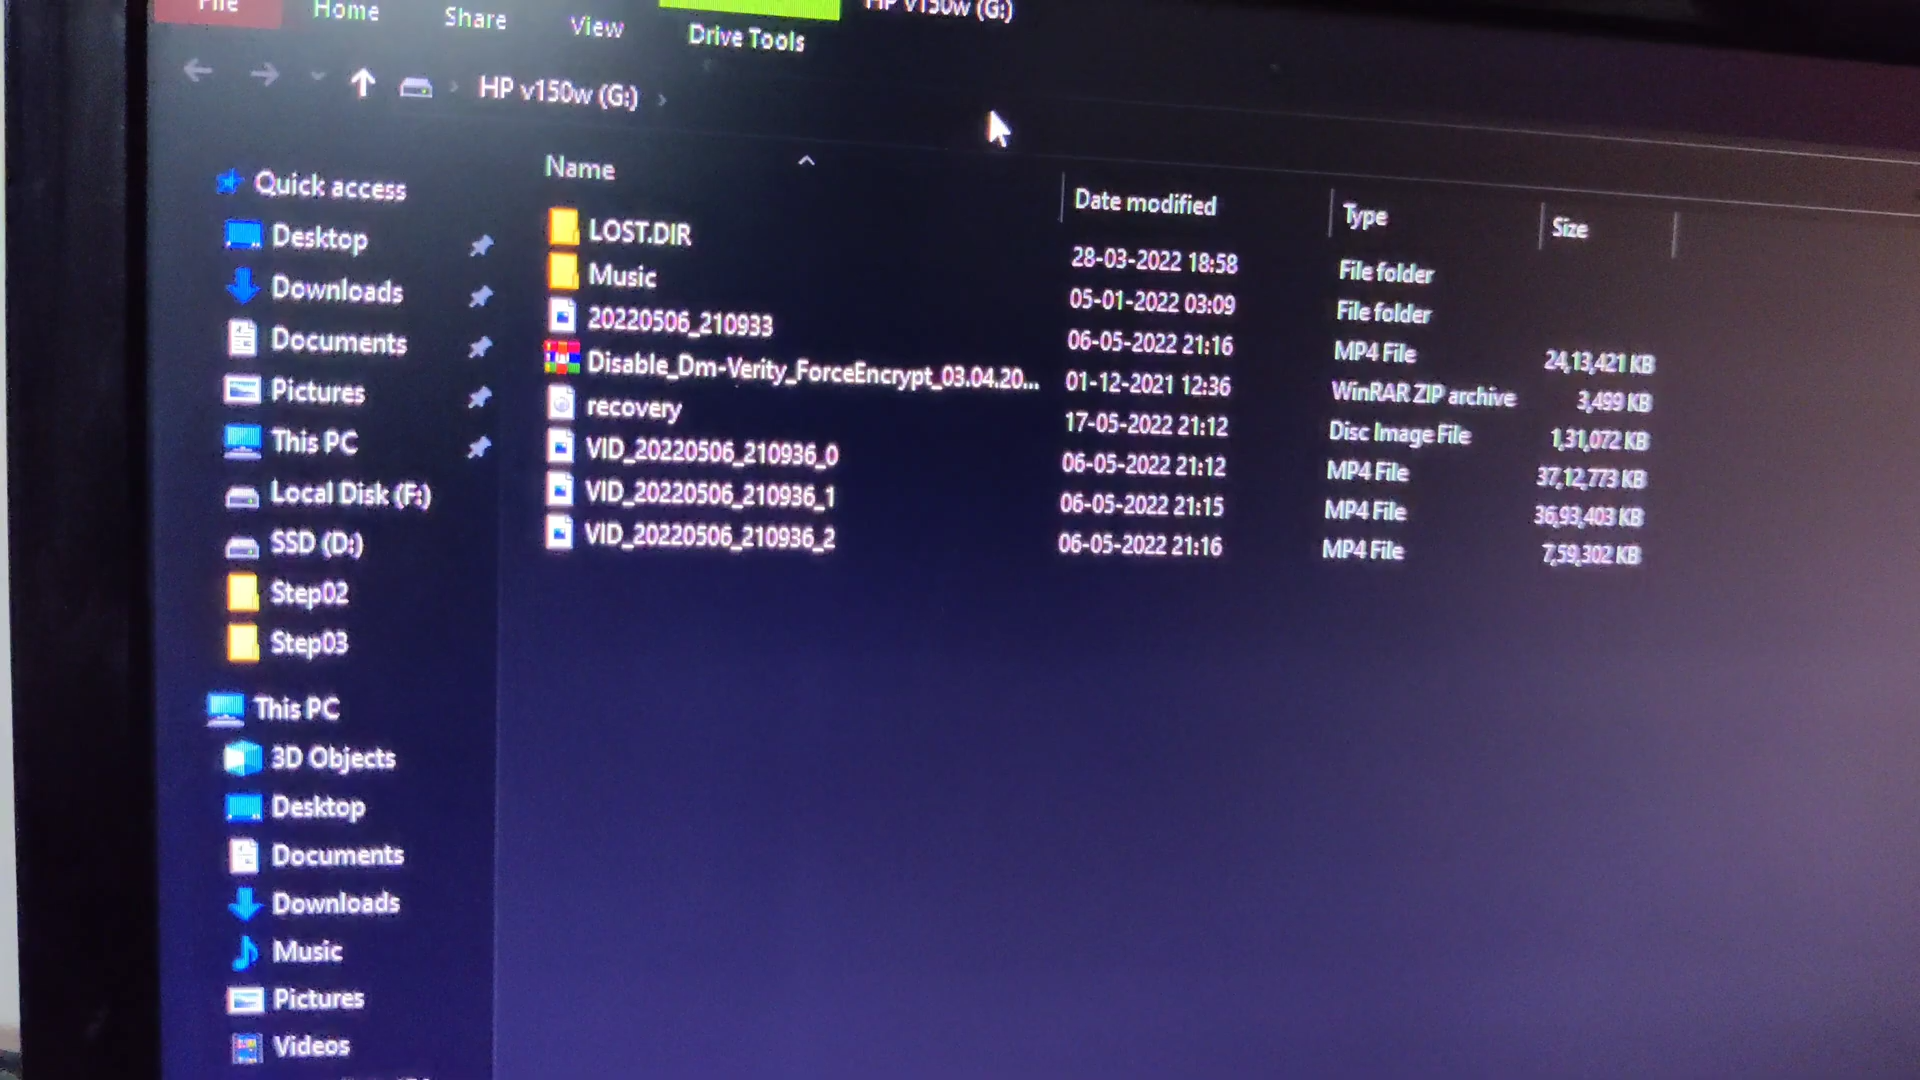 File Home Share View Drive Tools HP v150w (G:)
HP v150w (G:)
Name Date modified Type Size
LOST.DIR 28-03-2022 18:58 File folder
Music 05-01-2022 03:09 File folder
20220506_210933 06-05-2022 21:16 MP4 File 24,13,421 KB
Disable_Dm-Verity_ForceEncrypt_03.04.20... 01-12-2021 12:36 WinRAR ZIP archive 3,499 KB
recovery 17-05-2022 21:12 Disc Image File 1,31,072 KB
VID_20220506_210936_0 06-05-2022 21:12 MP4 File 37,12,773 KB
VID_20220506_210936_1 06-05-2022 21:15 MP4 File 36,93,403 KB
VID_20220506_210936_2 06-05-2022 21:16 MP4 File 7,59,302 KB
Quick access
Desktop
Downloads
Documents
Pictures
This PC
Local Disk (F:)
SSD (D:)
Step02
Step03
This PC
3D Objects
Desktop
Documents
Downloads
Music
Pictures
Videos